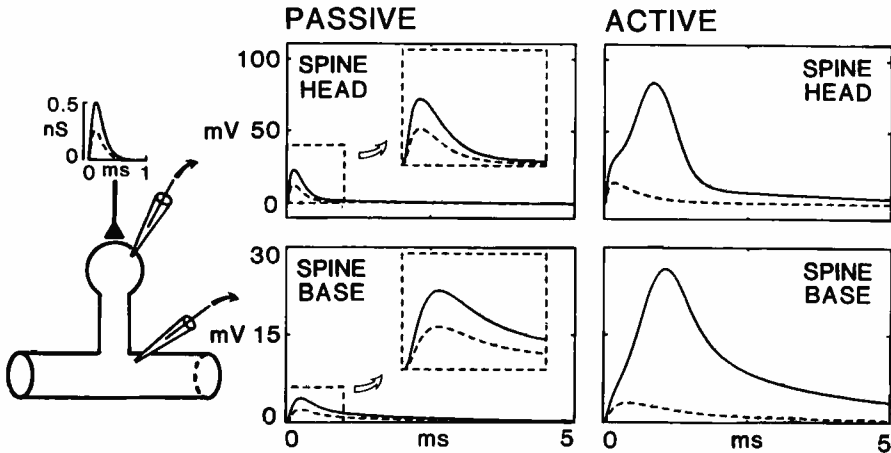 PASSIVE
ACTIVE
100
50
0
mV
SPINE
HEAD
SPINE
HEAD
0.5
nS
0
0 ms 1
30
15
0
mV
SPINE
BASE
SPINE
BASE
0 ms 5
0 ms 5